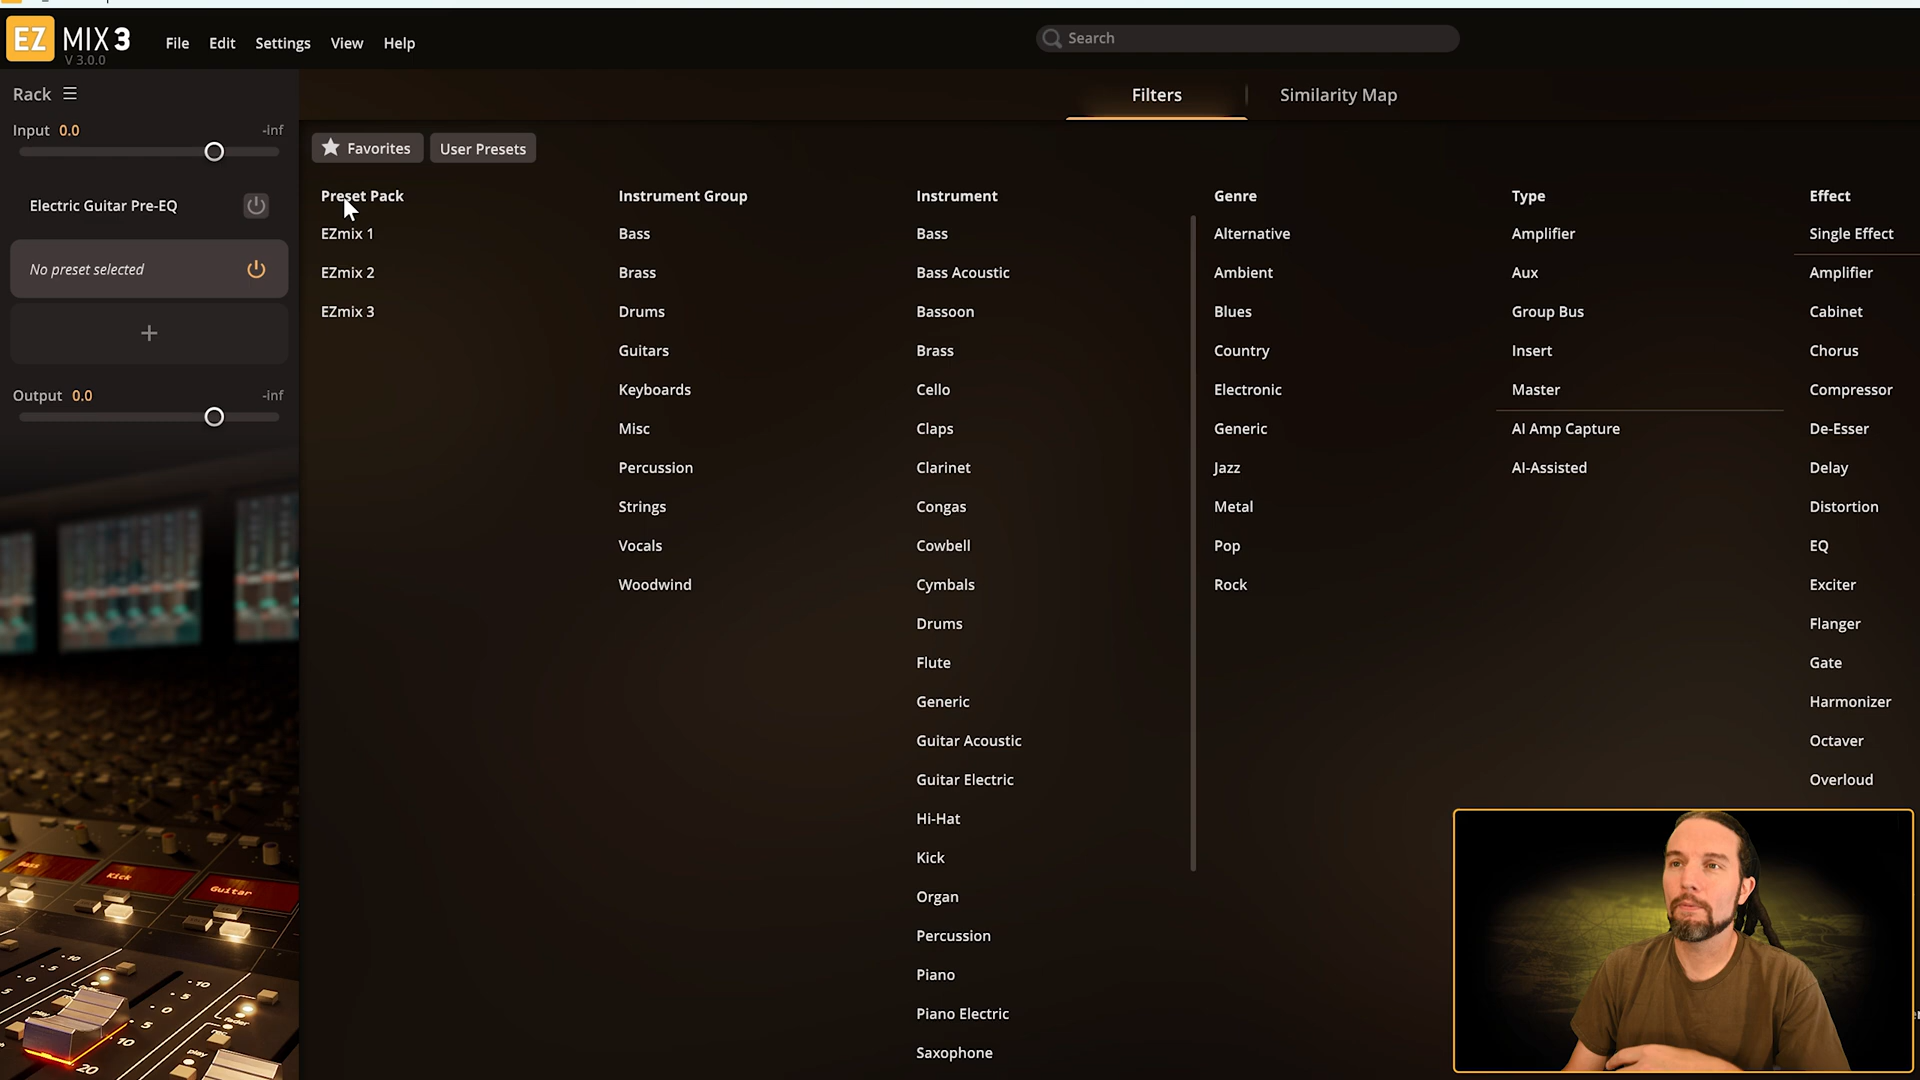 EZ MIX 3
V 3.0.0
File Edit Settings View Help
Search
Rack
Input 0.0 -inf
Electric Guitar Pre-EQ
No preset selected
+
Output 0.0 -inf
Filters
Similarity Map
Favorites
User Presets
Preset Pack
EZmix 1
EZmix 2
EZmix 3
Instrument Group
Bass
Brass
Drums
Guitars
Keyboards
Misc
Percussion
Strings
Vocals
Woodwind
Instrument
Bass
Bass Acoustic
Bassoon
Brass
Cello
Claps
Clarinet
Congas
Cowbell
Cymbals
Drums
Flute
Generic
Guitar Acoustic
Guitar Electric
Hi-Hat
Kick
Organ
Percussion
Piano
Piano Electric
Saxophone
Genre
Alternative
Ambient
Blues
Country
Electronic
Generic
Jazz
Metal
Pop
Rock
Type
Amplifier
Aux
Group Bus
Insert
Master
AI Amp Capture
AI-Assisted
Effect
Single Effect
Amplifier
Cabinet
Chorus
Compressor
De-Esser
Delay
Distortion
EQ
Exciter
Flanger
Gate
Harmonizer
Octaver
Overloud
Bass
Kick
Guitar
play
10
20